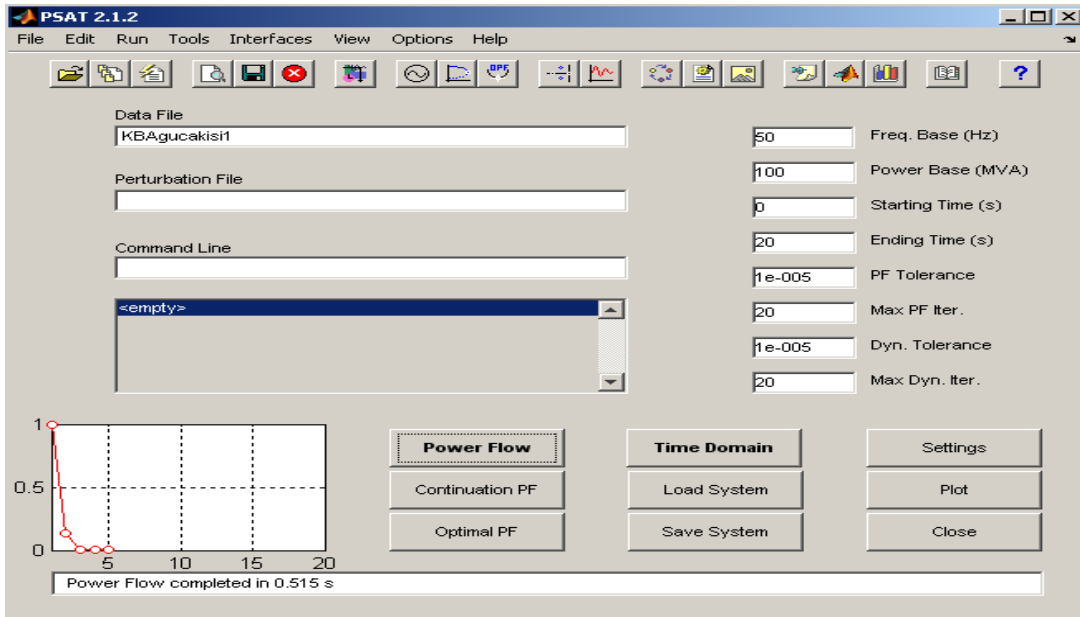 PSAT 2.1.2
File Edit Run Tools Interfaces View Options Help
OPF
?
Data File
KBAgucakisi1
50 Freq. Base (Hz)
Perturbation File
100 Power Base (MVA)
0 Starting Time (s)
Command Line
20 Ending Time (s)
1e-005 PF Tolerance
<empty>
20 Max PF Iter.
1e-005 Dyn. Tolerance
20 Max Dyn. Iter.
1
0.5
0
5 10 15 20
Power Flow Time Domain Settings
Continuation PF Load System Plot
Optimal PF Save System Close
Power Flow completed in 0.515 s